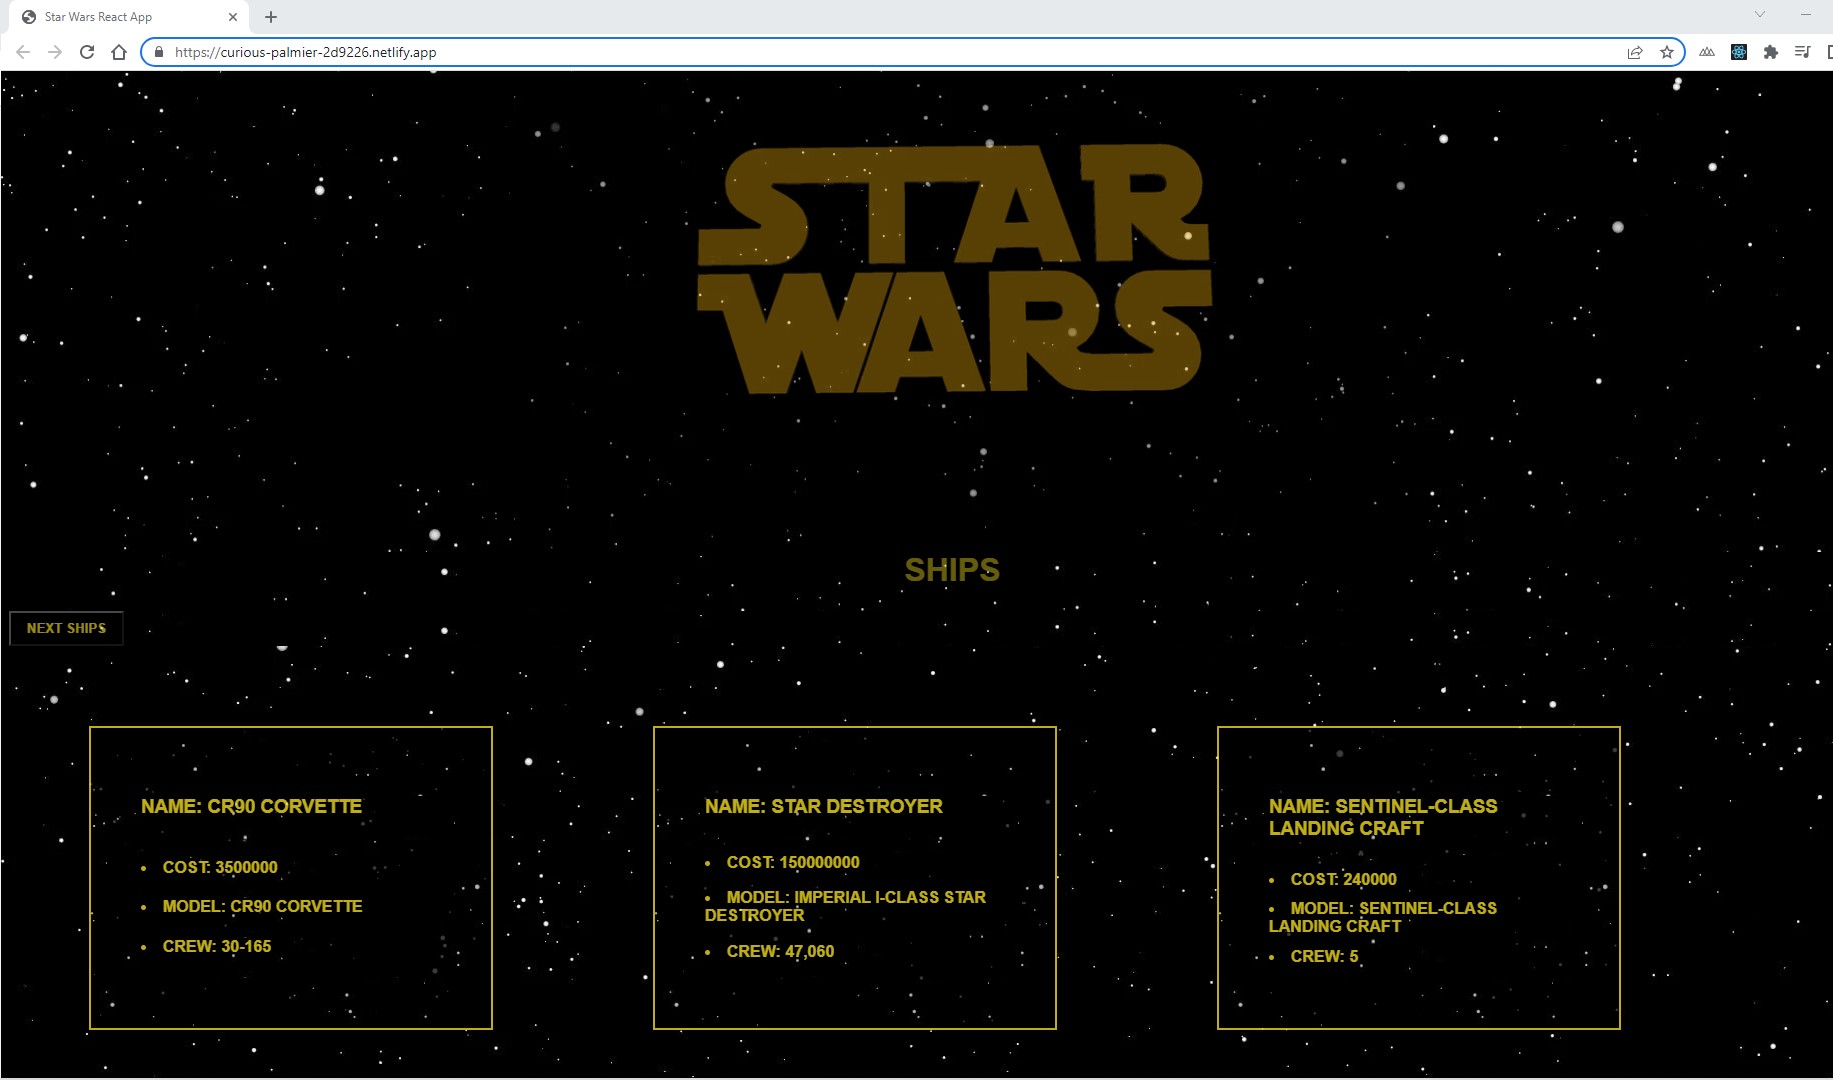 Star Wars React App
https://curious-palmier-2d9226.netlify.app
STAR
WARS
SHIPS
NEXT SHIPS
NAME: CR90 CORVETTE
COST: 3500000
MODEL: CR90 CORVETTE
CREW: 30-165
NAME: STAR DESTROYER
COST: 150000000
MODEL: IMPERIAL I-CLASS STAR
DESTROYER
CREW: 47,060
NAME: SENTINEL-CLASS
LANDING CRAFT
COST: 240000
MODEL: SENTINEL-CLASS
LANDING CRAFT
CREW: 5